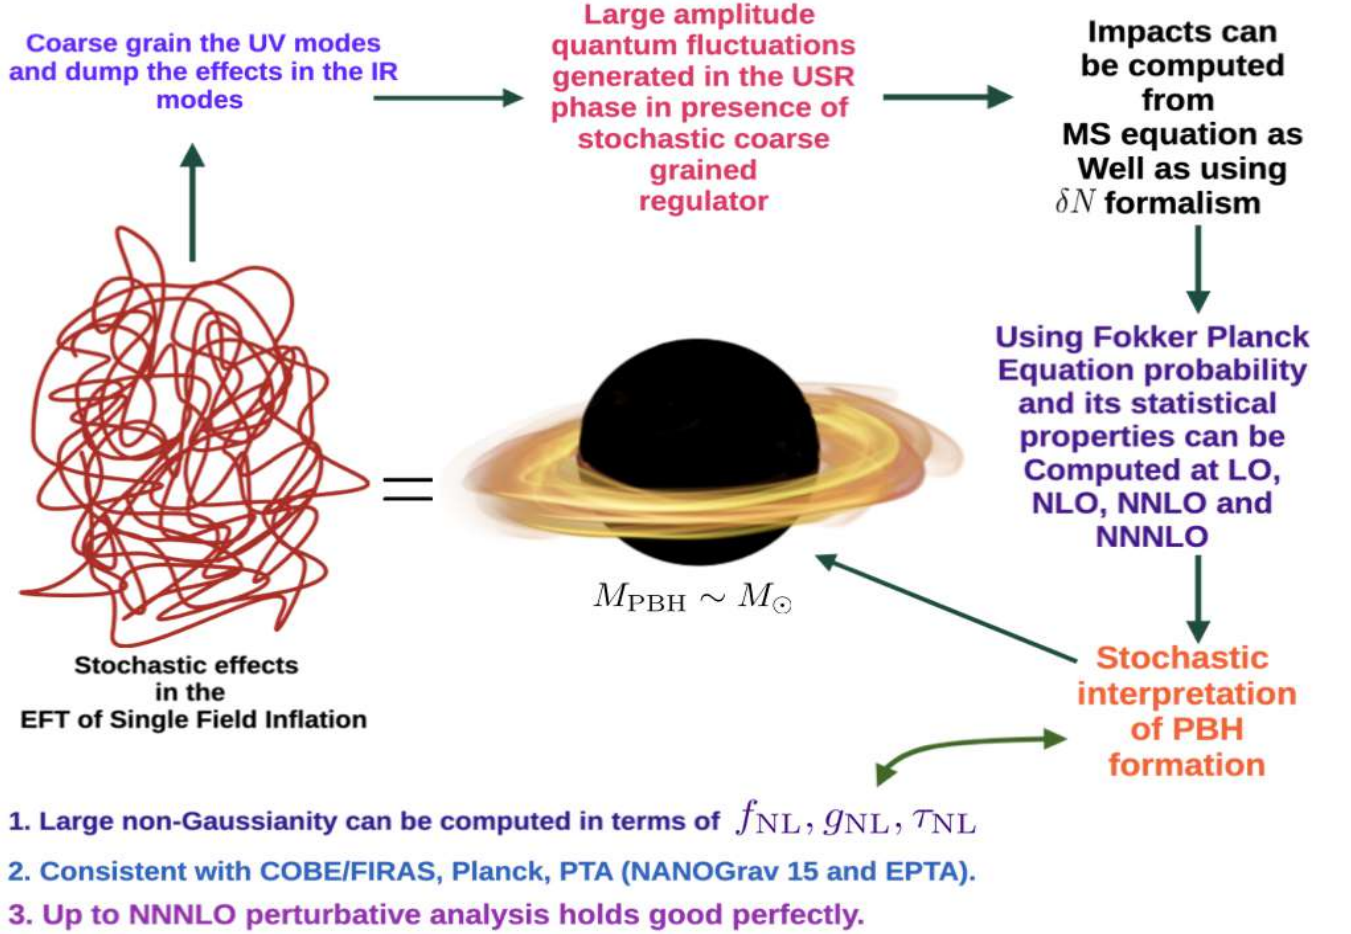 Coarse grain the UV modes
and dump the effects in the IR
modes
Large amplitude
quantum fluctuations
generated in the USR
phase in presence of
stochastic coarse
grained
regulator
Impacts can
be computed
from
MS equation as
Well as using
δN formalism
Using Fokker Planck
Equation probability
and its statistical
properties can be
Computed at LO,
NLO, NNLO and
NNNLO
Stochastic
interpretation
of PBH
formation
=
M_PBH ∼ M_⊙
Stochastic effects
in the
EFT of Single Field Inflation
1. Large non-Gaussianity can be computed in terms of f_NL, g_NL, τ_NL
2. Consistent with COBE/FIRAS, Planck, PTA (NANOGrav 15 and EPTA).
3. Up to NNNLO perturbative analysis holds good perfectly.